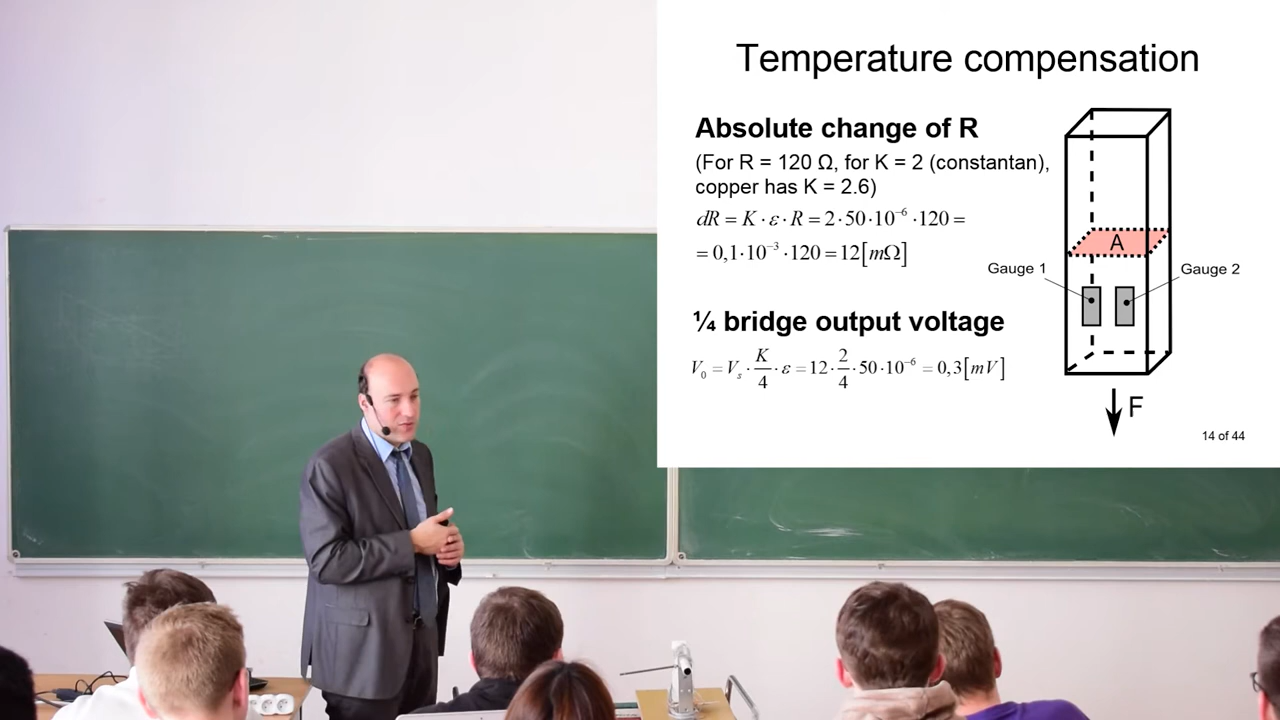 Temperature compensation
Absolute change of R
(For R = 120 Ω, for K = 2 (constantan),
copper has K = 2.6)
dR = K · ε · R = 2 · 50 · 10⁻⁶ · 120 =
= 0,1 · 10⁻³ · 120 = 12[mΩ]
A
Gauge 1
Gauge 2
¼ bridge output voltage
V₀ = Vₛ · K/4 · ε = 12 · 2/4 · 50 · 10⁻⁶ = 0,3[mV]
F
14 of 44